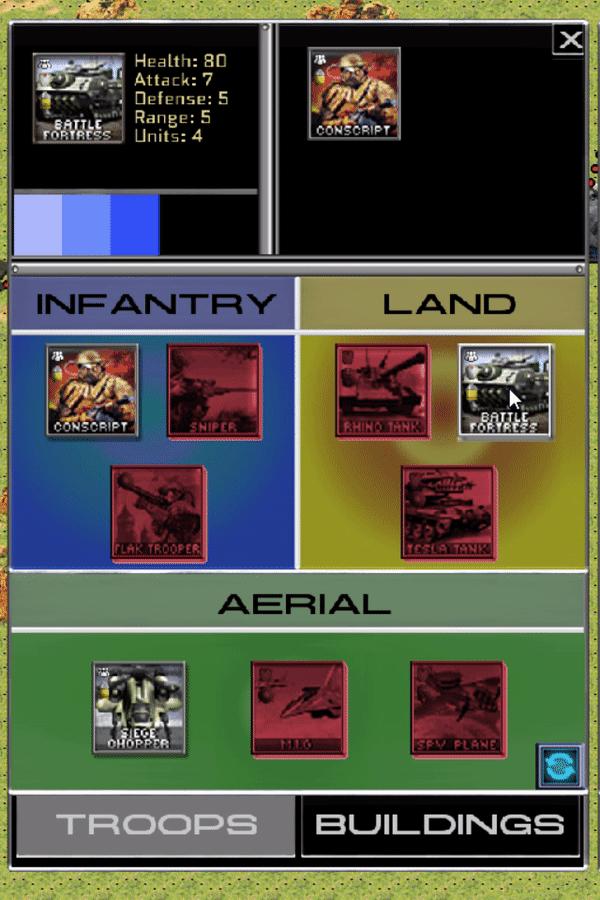 BATTLE
FORTRESS
Health: 80
Attack: 7
Defense: 5
Range: 5
Units: 4
CONSCRIPT
INFANTRY
LAND
CONSCRIPT
SNIPER
RHINO TANK
BATTLE
FORTRESS
FLAK TROOPER
TESLA TANK
AERIAL
SIEGE
CHOPPER
MIG
SPY PLANE
TROOPS
BUILDINGS